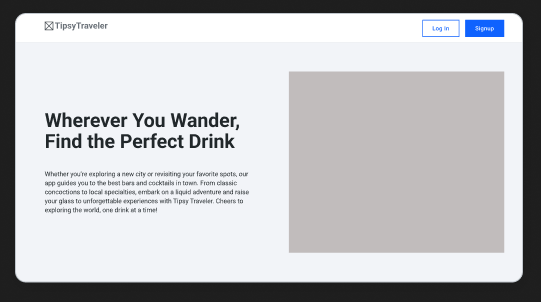 TipsyTraveler
Log in
Signup
Wherever You Wander,
Find the Perfect Drink
Whether you're exploring a new city or revisiting your favorite spots, our
app guides you to the best bars and cocktails in town. From classic
concoctions to local specialties, embark on a liquid adventure and raise
your glass to unforgettable experiences with Tipsy Traveler. Cheers to
exploring the world, one drink at a time!